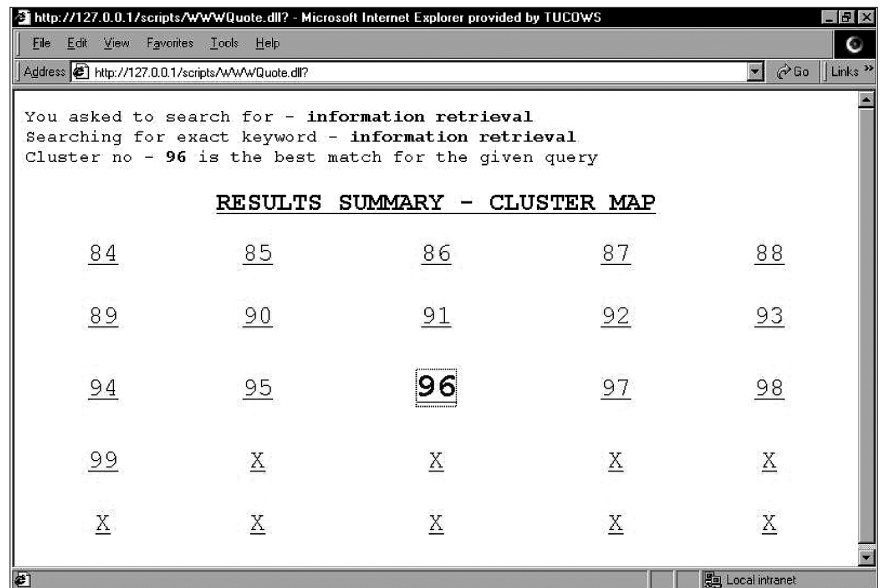 http://127.0.0.1/scripts/WWWQuote.dll? - Microsoft Internet Explorer provided by TUCOWS
File Edit View Favorites Tools Help
Address http://127.0.0.1/scripts/WWWQuote.dll? Go Links »
You asked to search for - information retrieval
Searching for exact keyword - information retrieval
Cluster no - 96 is the best match for the given query
RESULTS SUMMARY - CLUSTER MAP
84 85 86 87 88
89 90 91 92 93
94 95 96 97 98
99 X X X X
X X X X X
Local intranet